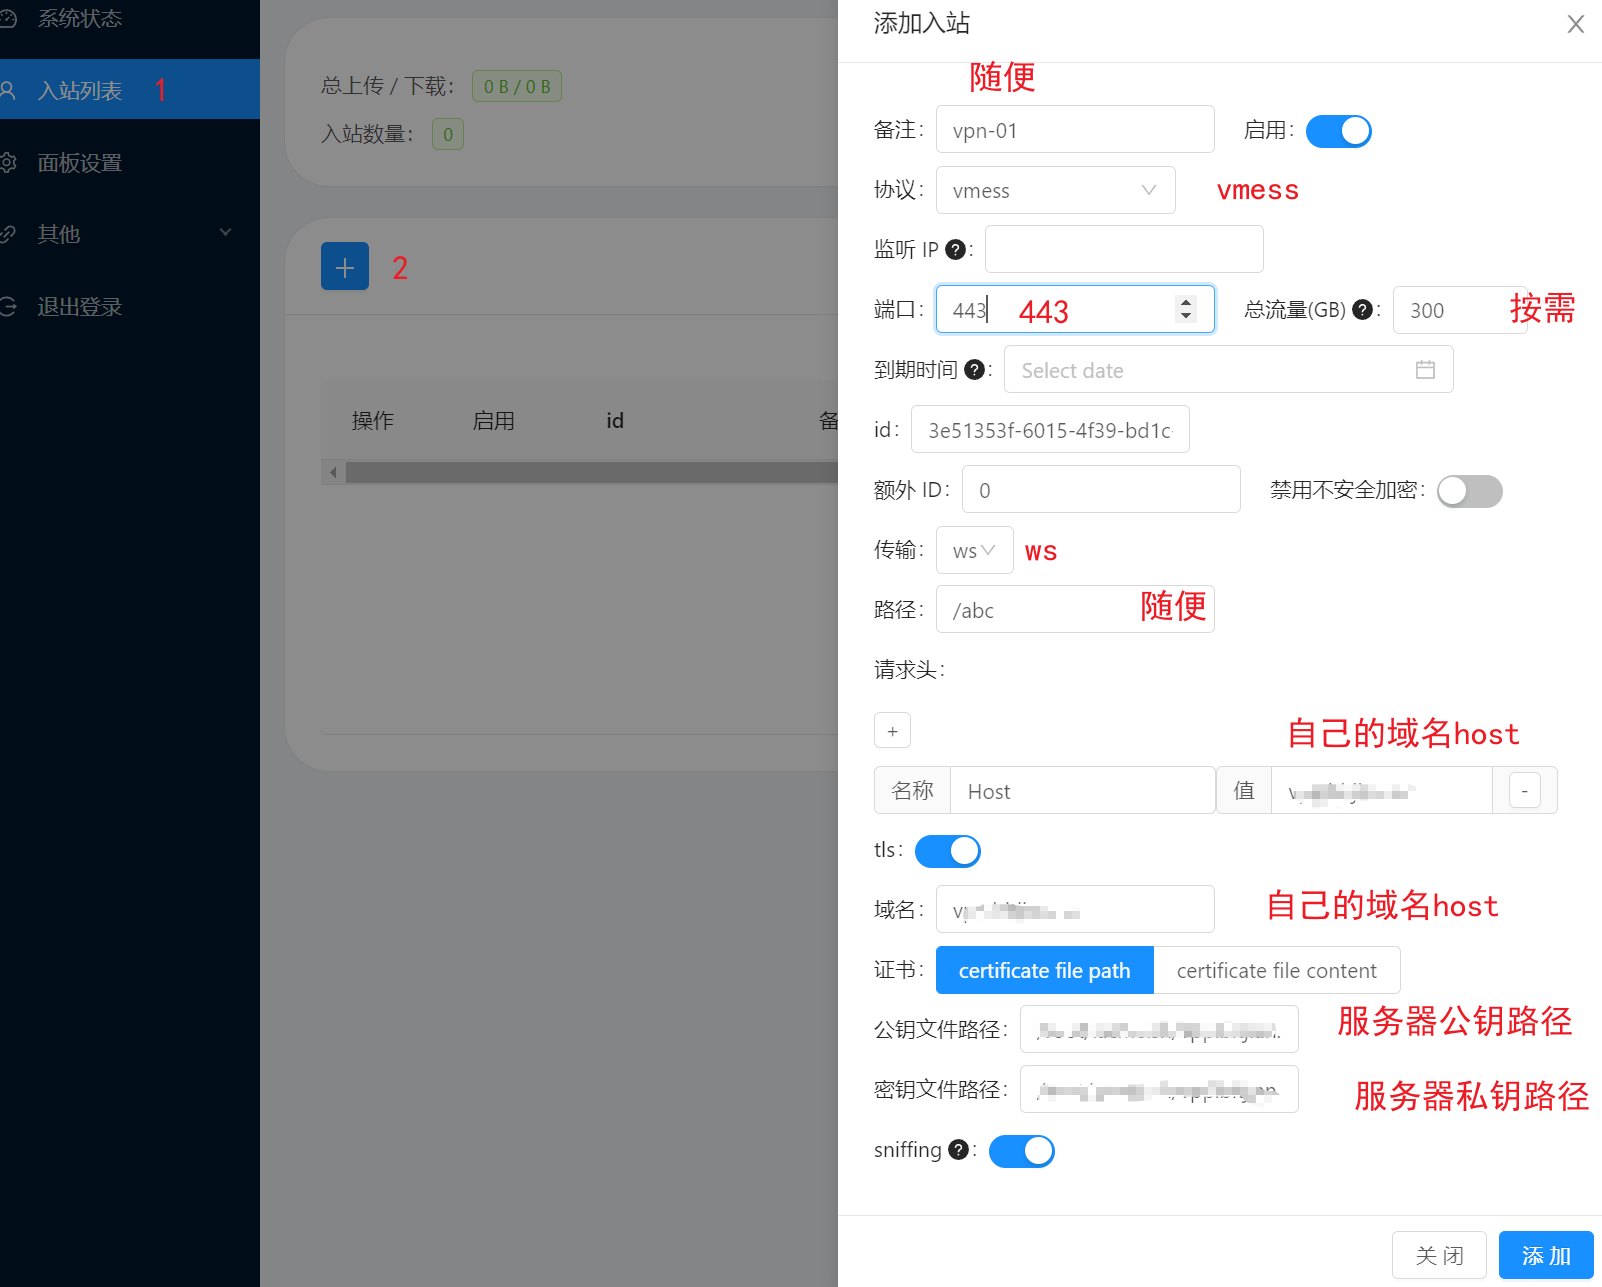 系统状态
入站列表 1
面板设置
其他
退出登录
总上传 / 下载： 0 B / 0 B
入站数量： 0
2
操作 启用 id 备
添加入站
随便
备注： vpn-01 启用：
协议： vmess vmess
监听 IP ?：
端口： 443 443 总流量(GB) ?： 300 按需
到期时间 ?： Select date
id： 3e51353f-6015-4f39-bd1c-
额外 ID： 0 禁用不安全加密：
传输： ws ws
路径： /abc 随便
请求头：
+
自己的域名host
名称 Host 值 -
tls：
域名： 自己的域名host
证书： certificate file path certificate file content
公钥文件路径： 服务器公钥路径
密钥文件路径： 服务器私钥路径
sniffing ?：
关 闭 添 加